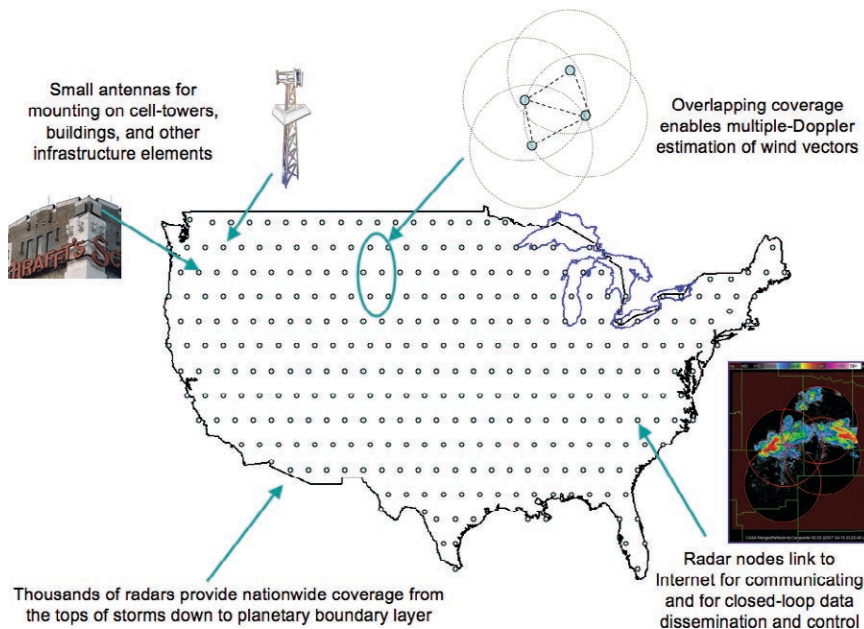 Small antennas for
mounting on cell-towers,
buildings, and other
infrastructure elements
Overlapping coverage
enables multiple-Doppler
estimation of wind vectors
Thousands of radars provide nationwide coverage from
the tops of storms down to planetary boundary layer
Radar nodes link to
Internet for communicating
and for closed-loop data
dissemination and control